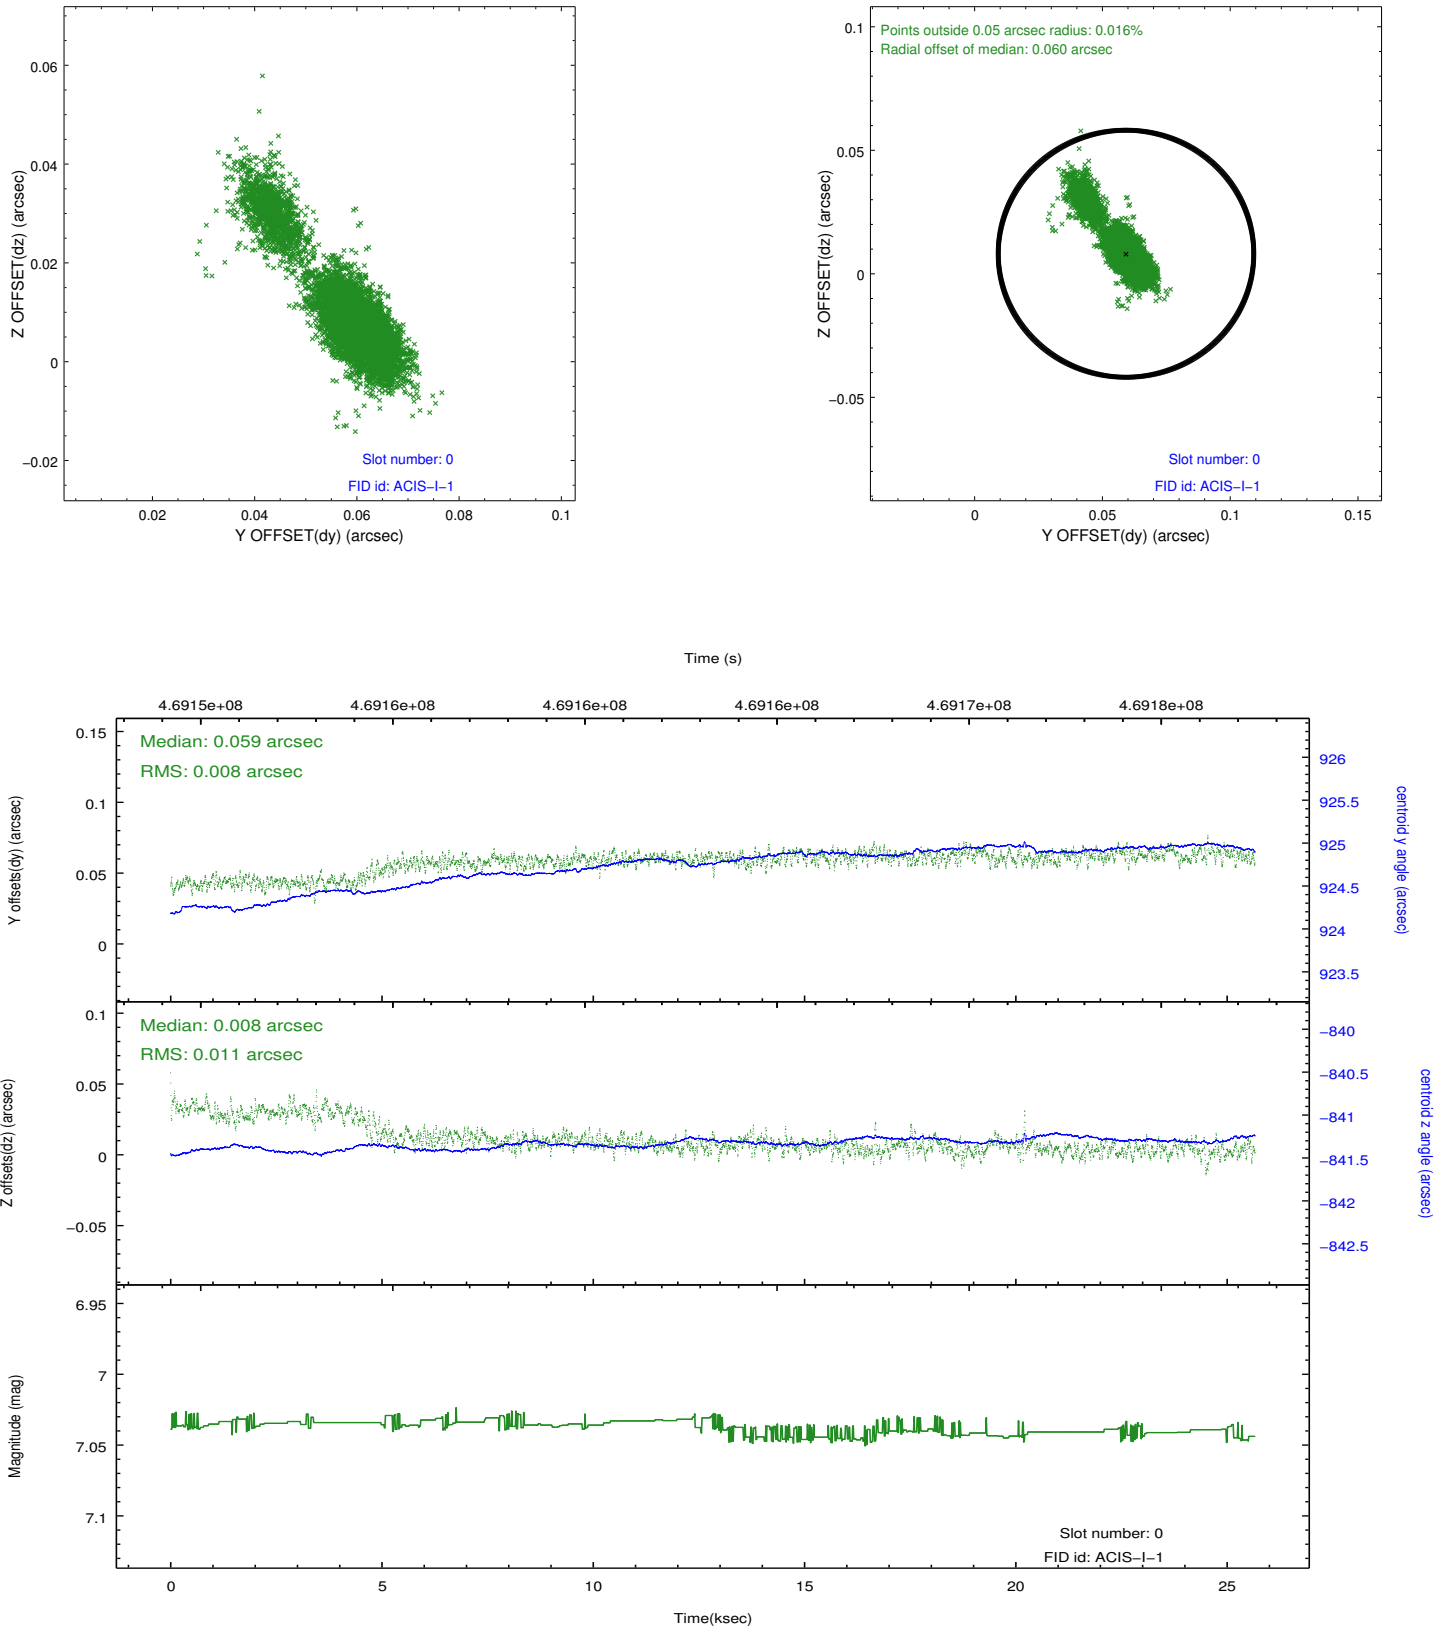 0.06
0.04
0.02
0
−0.02
Z OFFSET(dz) (arcsec)
Slot number: 0
FID id: ACIS−I−1
0.02 0.04 0.06 0.08 0.1
Y OFFSET(dy) (arcsec)
Points outside 0.05 arcsec radius: 0.016%
Radial offset of median: 0.060 arcsec
0.1
0.05
0
−0.05
Z OFFSET(dz) (arcsec)
Slot number: 0
FID id: ACIS−I−1
0 0.05 0.1 0.15
Y OFFSET(dy) (arcsec)
Time (s)
4.6915e+08 4.6916e+08 4.6916e+08 4.6916e+08 4.6917e+08 4.6918e+08
Median: 0.059 arcsec
RMS: 0.008 arcsec
0.15
0.1
0.05
0
Y offsets(dy) (arcsec)
926
925.5
925
924.5
924
923.5
centroid y angle (arcsec)
Median: 0.008 arcsec
RMS: 0.011 arcsec
0.1
0.05
0
−0.05
Z offsets(dz) (arcsec)
−840
−840.5
−841
−841.5
−842
−842.5
centroid z angle (arcsec)
6.95
7
7.05
7.1
Magnitude (mag)
Slot number: 0
FID id: ACIS−I−1
0 5 10 15 20 25
Time(ksec)